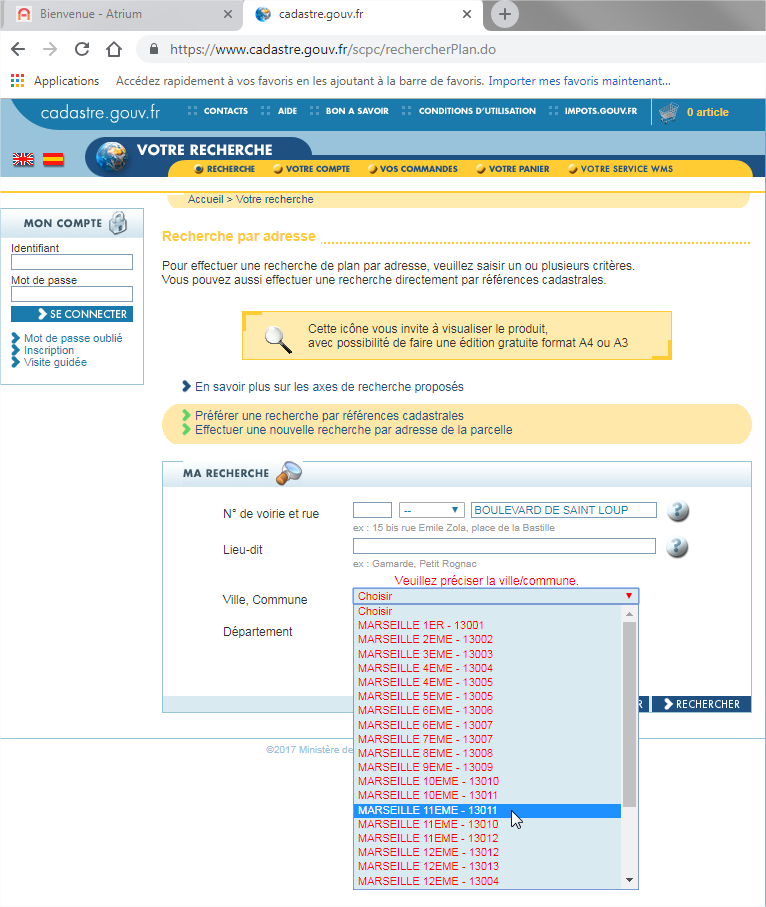 Bienvenue - Atrium
cadastre.gouv.fr
https://www.cadastre.gouv.fr/scpc/rechercherPlan.do
Applications
Accédez rapidement à vos favoris en les ajoutant à la barre de favoris. Importer mes favoris maintenant...
cadastre.gouv.fr
CONTACTS
AIDE
BON A SAVOIR
CONDITIONS D'UTILISATION
IMPOTS.GOUV.FR
0 article
VOTRE RECHERCHE
RECHERCHE
VOTRE COMPTE
VOS COMMANDES
VOTRE PANIER
VOTRE SERVICE WMS
Accueil > Votre recherche
MON COMPTE
Identifiant
Mot de passe
SE CONNECTER
Mot de passe oublié
Inscription
Visite guidée
Recherche par adresse
Pour effectuer une recherche de plan par adresse, veuillez saisir un ou plusieurs critères.
Vous pouvez aussi effectuer une recherche directement par références cadastrales.
Cette icône vous invite à visualiser le produit,
avec possibilité de faire une édition gratuite format A4 ou A3
En savoir plus sur les axes de recherche proposés
Préférer une recherche par références cadastrales
Effectuer une nouvelle recherche par adresse de la parcelle
MA RECHERCHE
N° de voirie et rue
--
BOULEVARD DE SAINT LOUP
?
ex : 15 bis rue Emile Zola, place de la Bastille
Lieu-dit
?
ex : Gamarde, Petit Rognac
Veuillez préciser la ville/commune.
Ville, Commune
Choisir
Département
Choisir
MARSEILLE 1ER - 13001
MARSEILLE 2EME - 13002
MARSEILLE 3EME - 13003
MARSEILLE 4EME - 13004
MARSEILLE 4EME - 13005
MARSEILLE 5EME - 13005
MARSEILLE 6EME - 13006
MARSEILLE 6EME - 13007
MARSEILLE 7EME - 13007
MARSEILLE 8EME - 13008
MARSEILLE 9EME - 13009
MARSEILLE 10EME - 13010
MARSEILLE 10EME - 13011
MARSEILLE 11EME - 13011
MARSEILLE 11EME - 13010
MARSEILLE 11EME - 13012
MARSEILLE 12EME - 13012
MARSEILLE 12EME - 13013
MARSEILLE 12EME - 13004
R
RECHERCHER
©2017 Ministère de